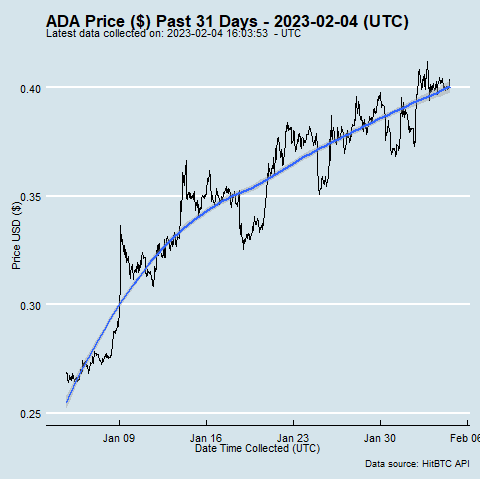 ADA Price ($) Past 31 Days - 2023-02-04 (UTC)
Latest data collected on: 2023-02-04 16:03:53 - UTC
0.40
0.35
0.30
0.25
Price USD ($)
Jan 09 Jan 16 Jan 23 Jan 30 Feb 06
Date Time Collected (UTC)
Data source: HitBTC API